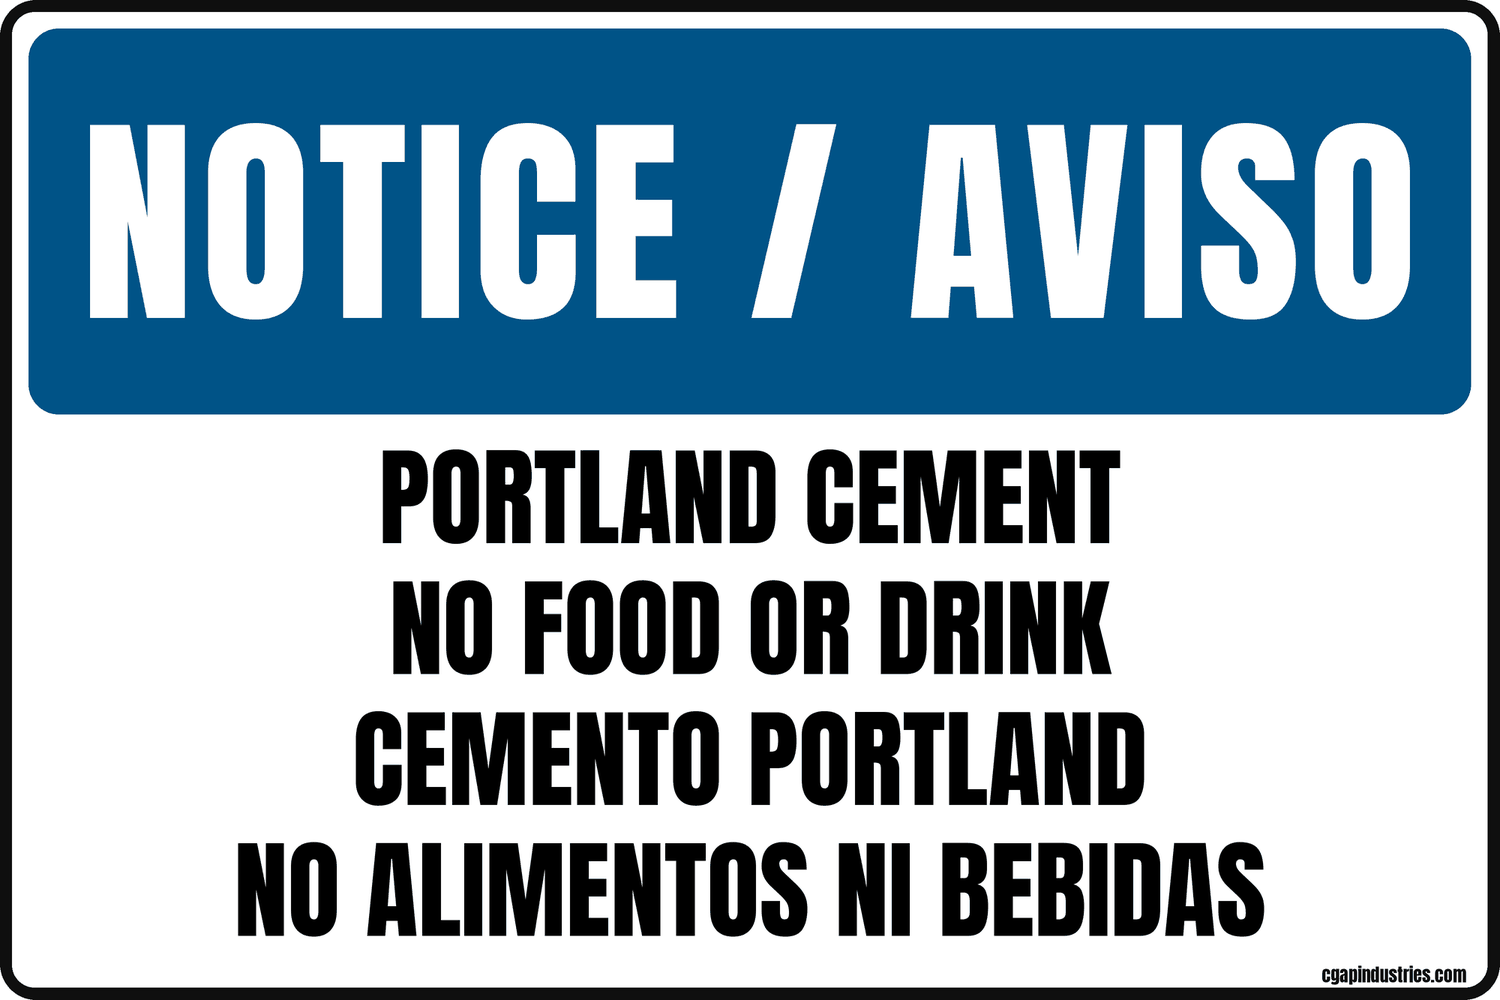 NOTICE / AVISO
PORTLAND CEMENT
NO FOOD OR DRINK
CEMENTO PORTLAND
NO ALIMENTOS NI BEBIDAS
cgapindustries.com